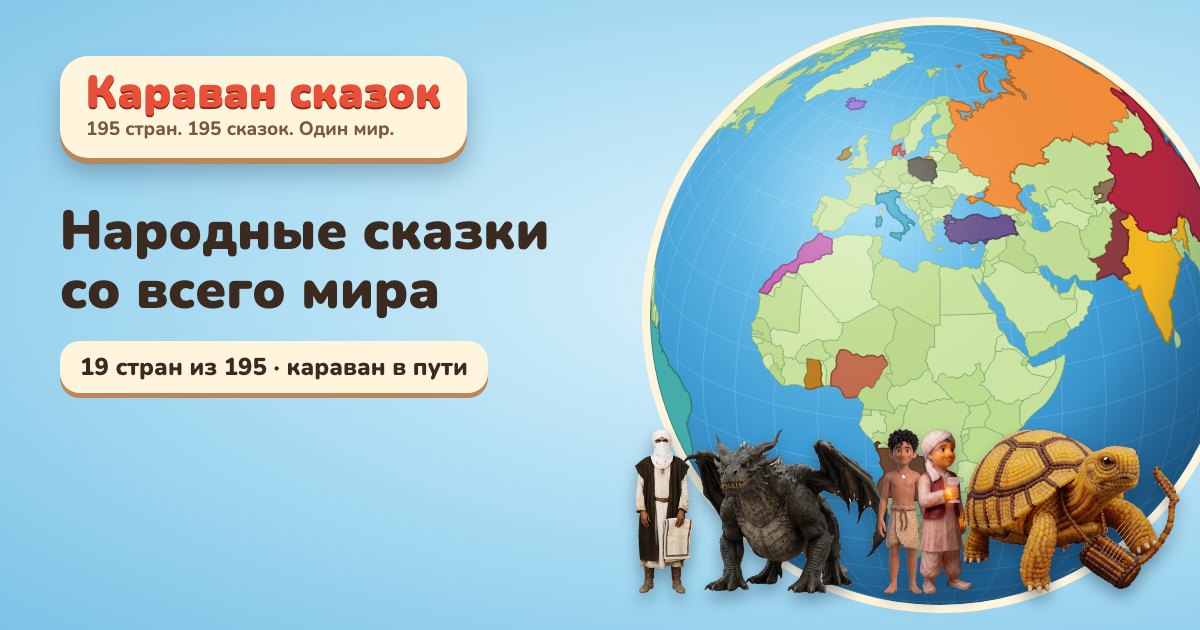 Караван сказок
195 стран. 195 сказок. Один мир.
Народные сказки
со всего мира
19 стран из 195 · караван в пути